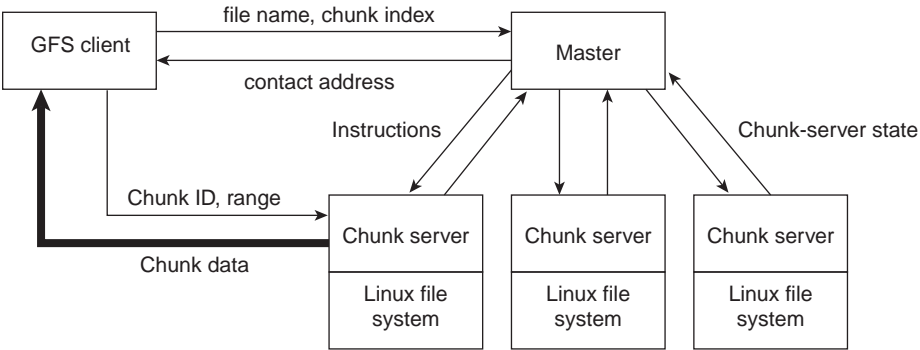 file name, chunk index
GFS client
Master
contact address
Instructions
Chunk-server state
Chunk ID, range
Chunk server
Chunk server
Chunk server
Chunk data
Linux file
system
Linux file
system
Linux file
system